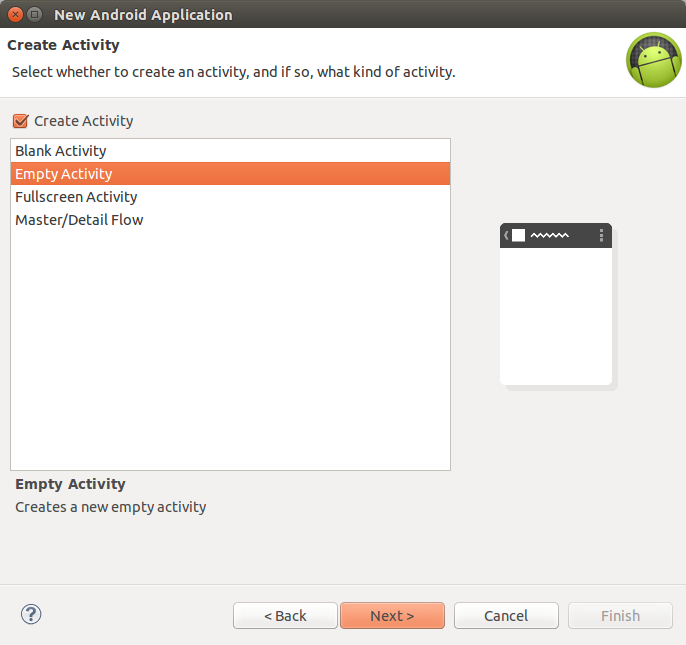 New Android Application
Create Activity
Select whether to create an activity, and if so, what kind of activity.
Create Activity
Blank Activity
Empty Activity
Fullscreen Activity
Master/Detail Flow
Empty Activity
Creates a new empty activity
?
< Back
Next >
Cancel
Finish